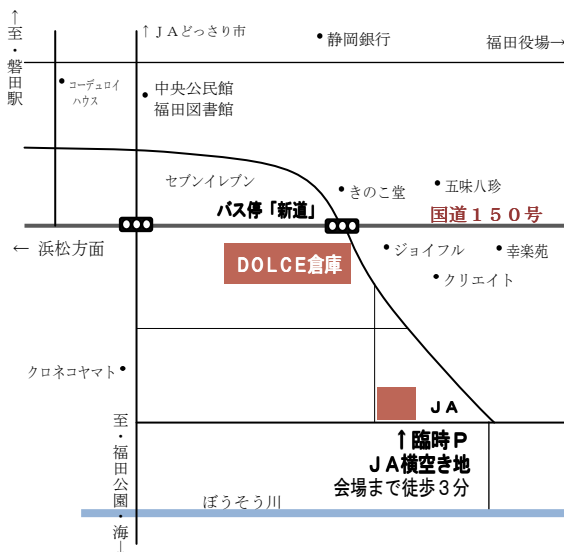 ←至・磐田駅
↑ＪＡどっさり市
静岡銀行
福田役場→
コーデュロイ
ハウス
中央公民館
福田図書館
セブンイレブン
きのこ堂
五味八珍
バス停「新道」
国道１５０号
← 浜松方面
ジョイフル
幸楽苑
DOLCE倉庫
クリエイト
クロネコヤマト
ＪＡ
至・福田公園・海→
↑臨時Ｐ
ＪＡ横空き地
会場まで徒歩３分
ぼうそう川